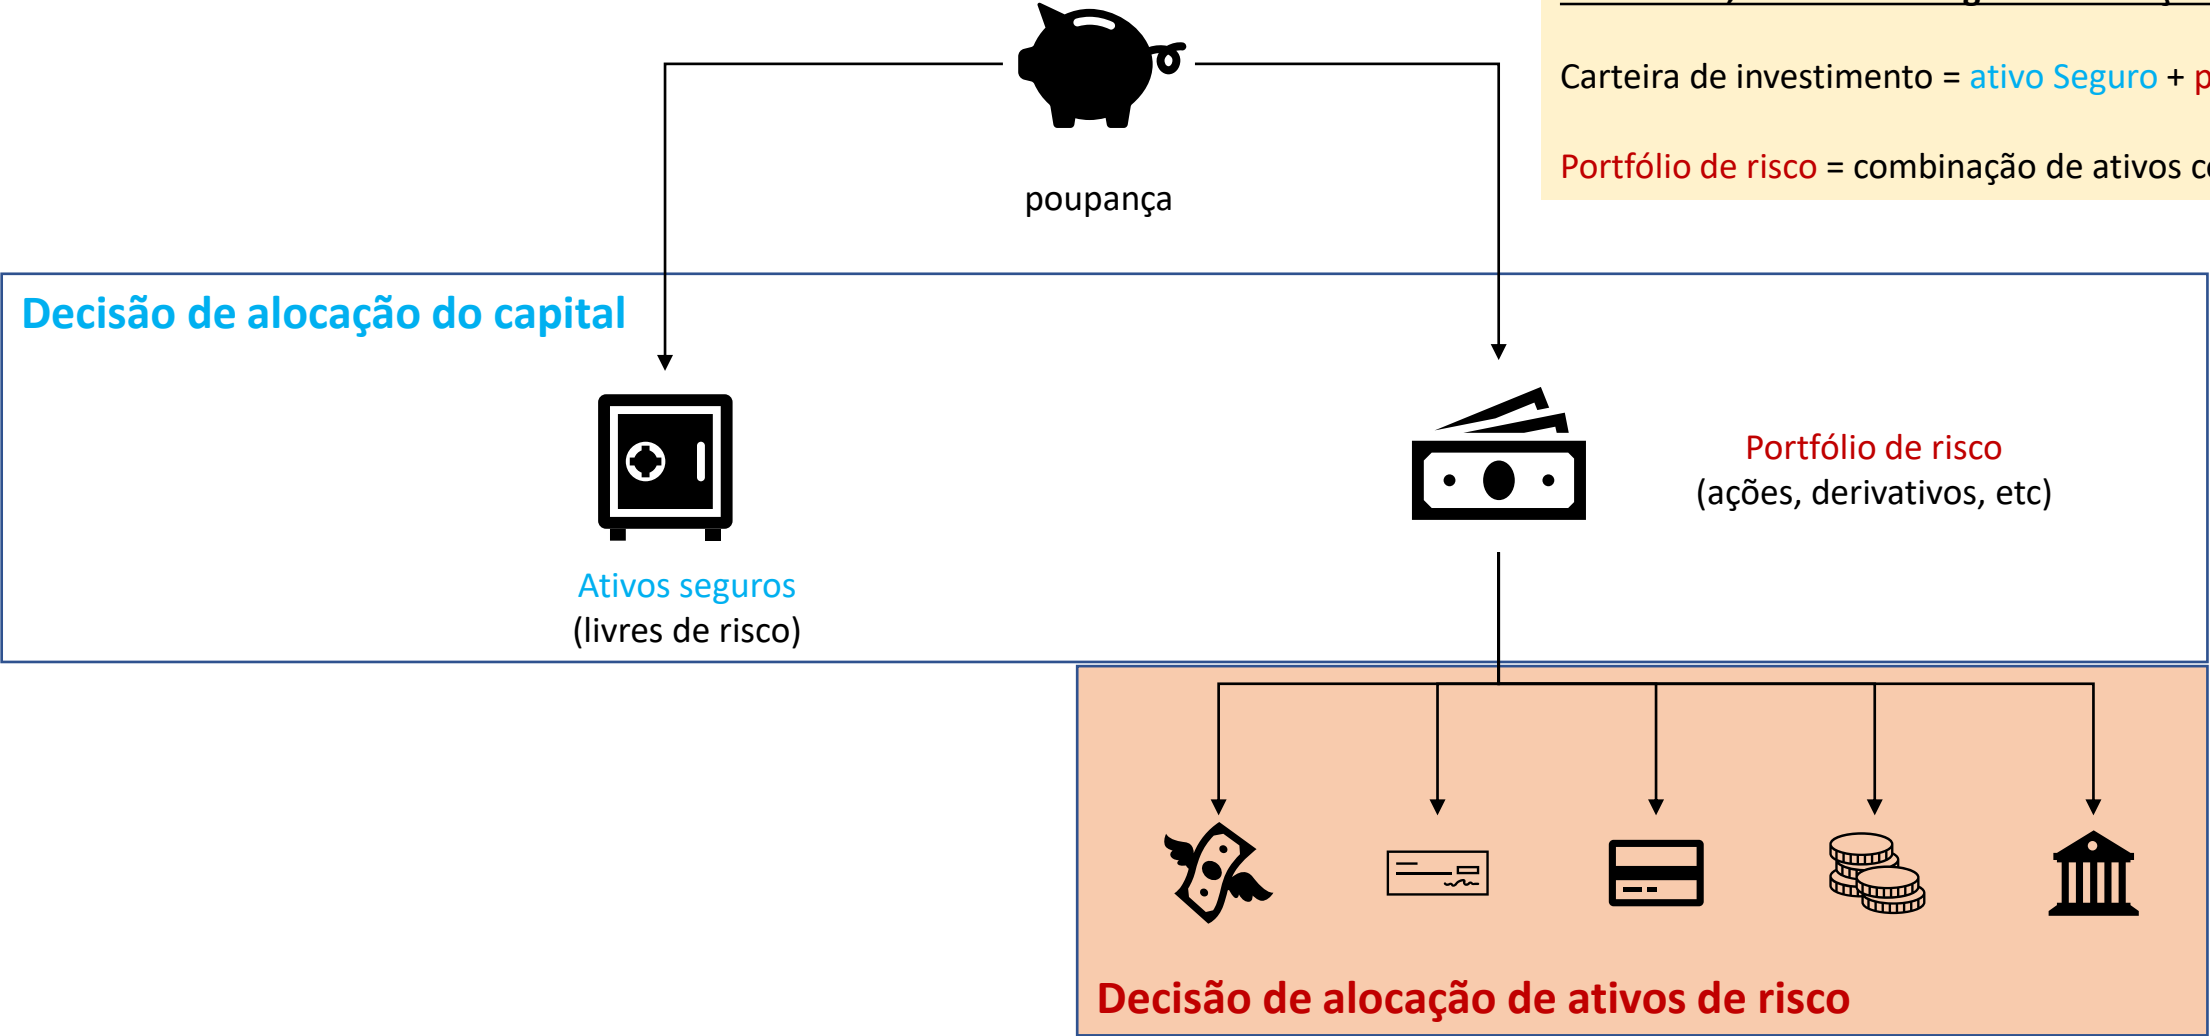 Carteira de investimento = ativo Seguro +
Portfólio de risco = combinação de ativos
poupança
Decisão de alocação do capital
Portfólio de risco
(ações, derivativos, etc)
Ativos seguros
(livres de risco)
Decisão de alocação de ativos de risco